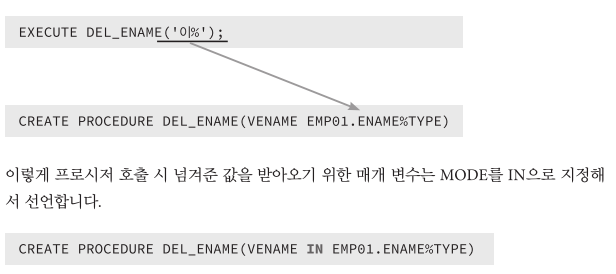 EXECUTE DEL_ENAME('이%');
CREATE PROCEDURE DEL_ENAME(VENAME EMP01.ENAME%TYPE)
이렇게 프로시저 호출 시 넘겨준 값을 받아오기 위한 매개 변수는 MODE를 IN으로 지정해
서 선언합니다.
CREATE PROCEDURE DEL_ENAME(VENAME IN EMP01.ENAME%TYPE)